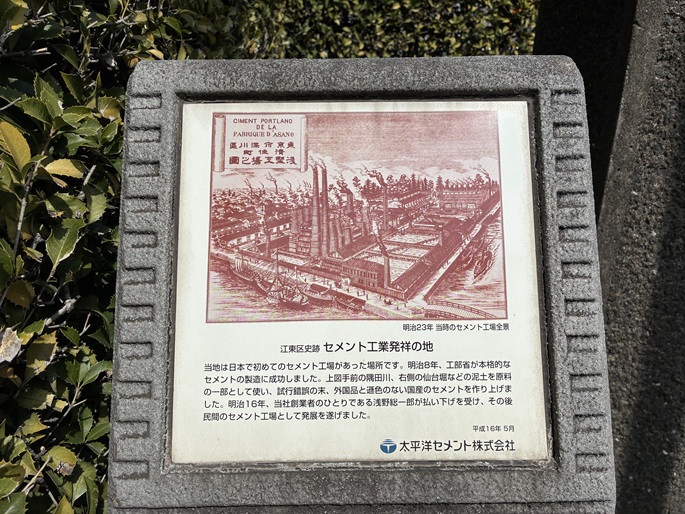 CIMENT PORTLAND
DE LA
FABRIQUE D'ASANO
東京市深川區
清住町
浅野工場之圖
明治23年 当時のセメント工場全景
江東区史跡 セメント工業発祥の地
当地は日本で初めてのセメント工場があった場所です。明治8年、工部省が本格的な
セメントの製造に成功しました。上図手前の隅田川、右側の仙台堀などの泥土を原料
の一部として使い、試行錯誤の末、外国品と遜色のない国産のセメントを作り上げま
した。明治16年、当社創業者のひとりである浅野総一郎が払い下げを受け、その後
民間のセメント工場として発展を遂げました。
平成16年 5月
太平洋セメント株式会社